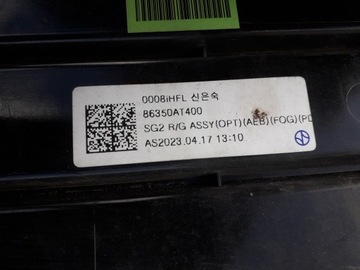 0008iHFL 신은숙
86350AT400
SG2 R/G ASSY(OPT)(AEB)(FOG)(PD
AS2023.04.17 13:10